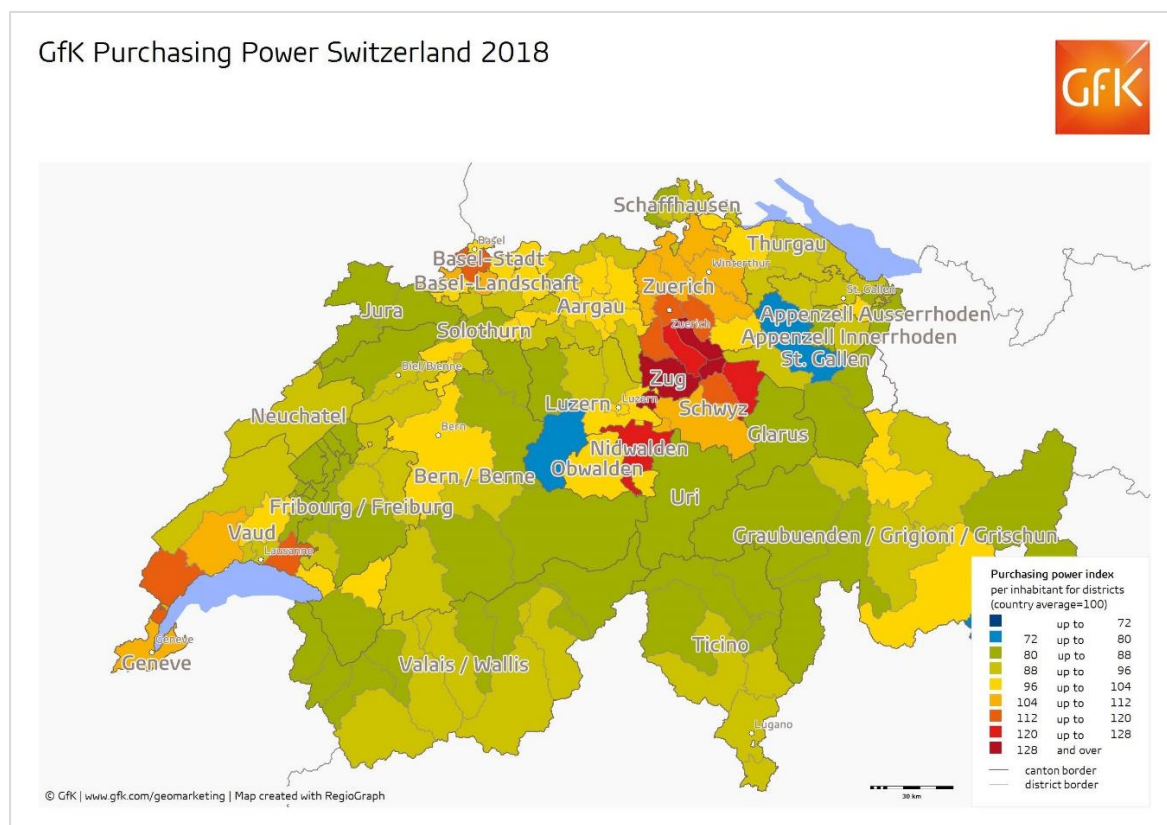 GfK Purchasing Power Switzerland 2018
GfK
Schaffhausen
Basel
Basel-Stadt
Basel-Landschaft
Thurgau
Winterthur
Zuerich
St. Gallen
Aargau
Jura
Solothurn
Zuerich
Appenzell Ausserrhoden
Appenzell Innerrhoden
St. Gallen
Biel/Bienne
Zug
Luzern
Luzern
Schwyz
Neuchatel
Bern
Glarus
Nidwalden
Obwalden
Bern / Berne
Uri
Fribourg / Freiburg
Vaud
Lausanne
Graubuenden / Grigioni / Grischun
Geneve
Geneve
Valais / Wallis
Ticino
Lugano
Purchasing power index
per inhabitant for districts
(country average=100)
up to 72
72 up to 80
80 up to 88
88 up to 96
96 up to 104
104 up to 112
112 up to 120
120 up to 128
128 and over
canton border
district border
30 km
© GfK | www.gfk.com/geomarketing | Map created with RegioGraph